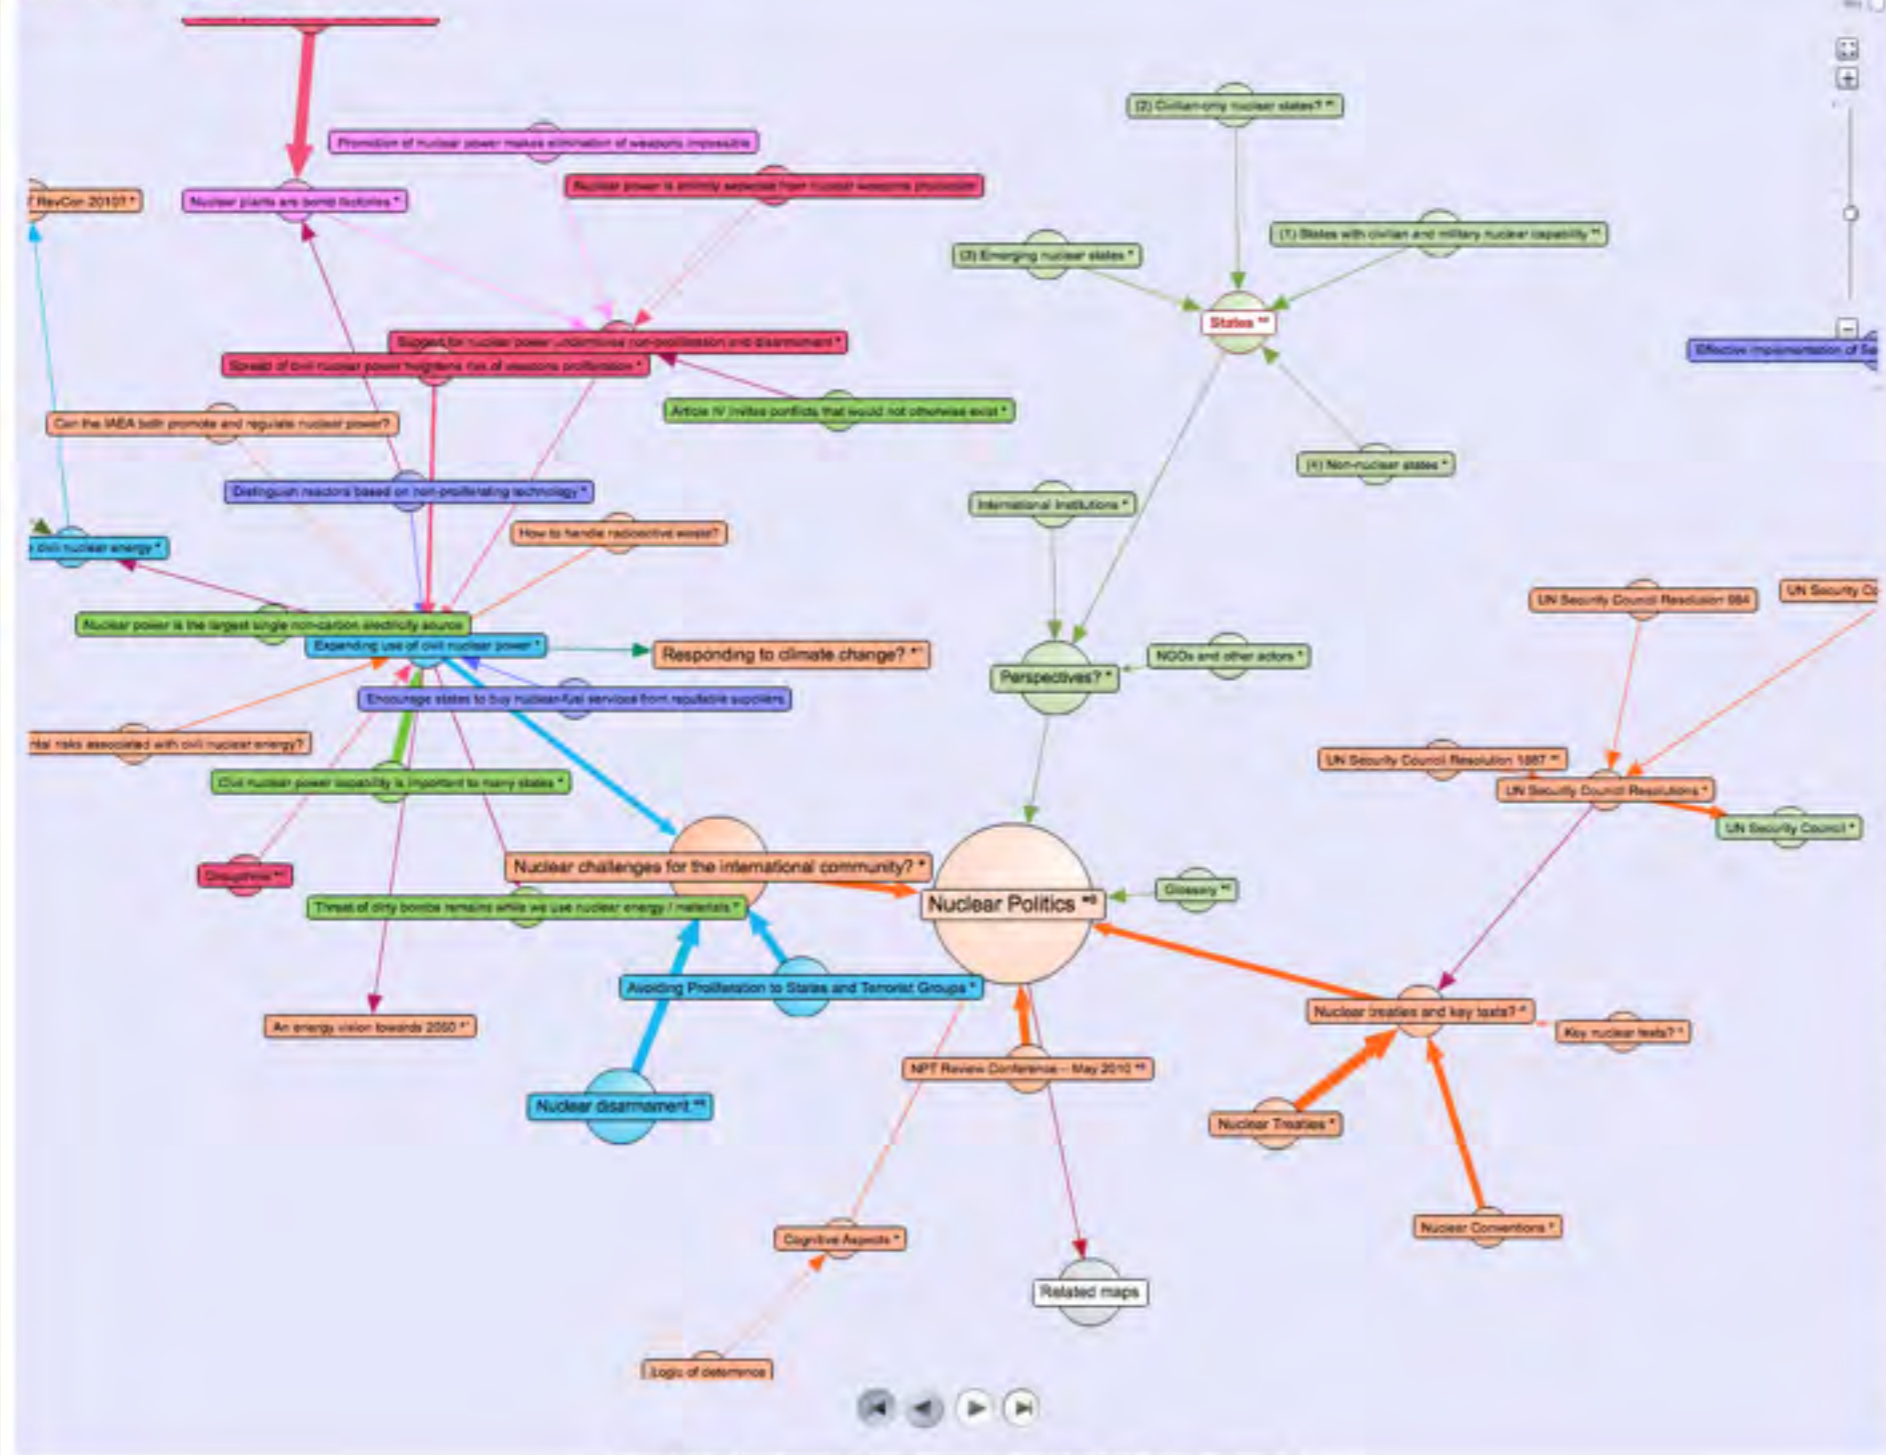 (2) Civilian-only nuclear states?
Promotion of nuclear power makes elimination of weapons impossible
Nuclear power is entirely separate from nuclear weapons production
RevCon 2010?
Nuclear plants are bomb factories
(1) States with civilian and military nuclear capability
(3) Emerging nuclear states
States
Support for nuclear power undermines non-proliferation and disarmament
Effective implementation of Se
Spread of civil nuclear power heightens risk of weapons proliferation
Article IV invites conflicts that would not otherwise exist
Can the IAEA both promote and regulate nuclear power?
(4) Non-nuclear states
Distinguish reactors based on non-proliferating technology
International Institutions
How to handle radioactive waste?
civil nuclear energy
UN Security Council Resolution 984
UN Security Co
Nuclear power is the largest single non-carbon electricity source
Expanding use of civil nuclear power
Responding to climate change?
NGOs and other actors
Perspectives?
Encourage states to buy nuclear-fuel services from reputable suppliers
ntal risks associated with civil nuclear energy?
UN Security Council Resolution 1887
Civil nuclear power capability is important to many states
UN Security Council Resolutions
UN Security Council
Nuclear challenges for the international community?
Glossary
Threat of dirty bombs remains while we use nuclear energy / materials
Nuclear Politics
Avoiding Proliferation to States and Terrorist Groups
Nuclear treaties and key texts?
An energy vision towards 2050
Key nuclear texts?
NPT Review Conference – May 2010
Nuclear disarmament
Nuclear Treaties
Nuclear Conventions
Cognitive Aspects
Related maps
Logic of deterrence